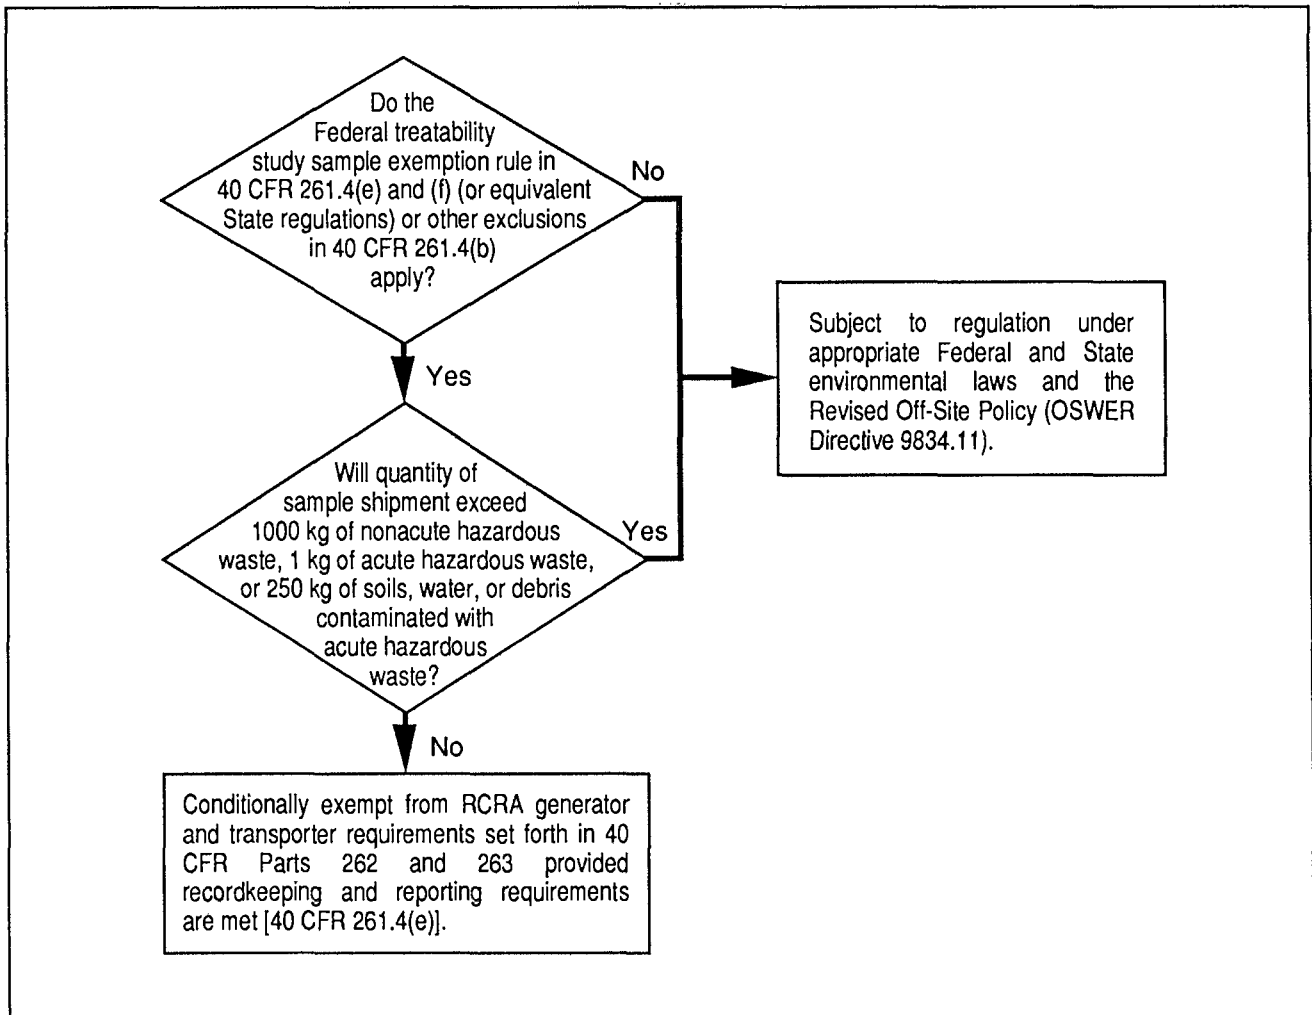 Do the
Federal treatability
study sample exemption rule in
40 CFR 261.4(e) and (f) (or equivalent
State regulations) or other exclusions
in 40 CFR 261.4(b)
apply?
No
Yes
Subject to regulation under
appropriate Federal and State
environmental laws and the
Revised Off-Site Policy (OSWER
Directive 9834.11).
Will quantity of
sample shipment exceed
1000 kg of nonacute hazardous
waste, 1 kg of acute hazardous waste,
or 250 kg of soils, water, or debris
contaminated with
acute hazardous
waste?
Yes
No
Conditionally exempt from RCRA generator
and transporter requirements set forth in 40
CFR Parts 262 and 263 provided
recordkeeping and reporting requirements
are met [40 CFR 261.4(e)].